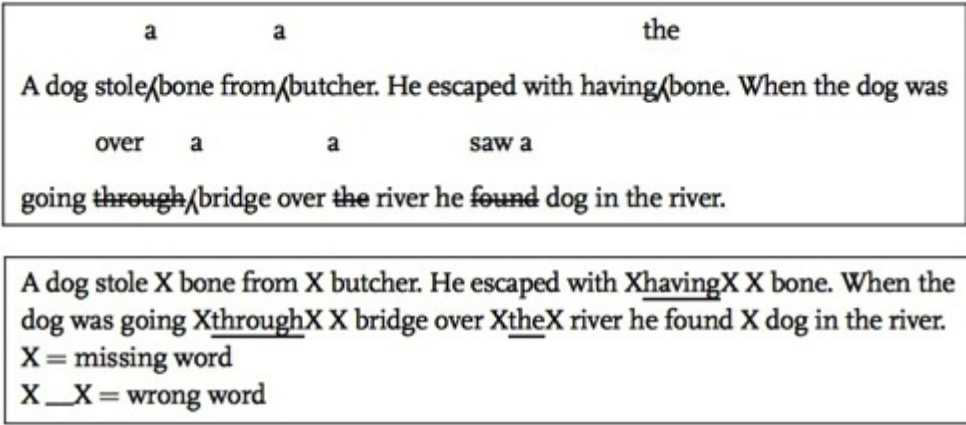 a a the
A dog stole bone from butcher. He escaped with having bone. When the dog was
over a a saw a
going through bridge over the river he found dog in the river.
A dog stole X bone from X butcher. He escaped with XhavingX X bone. When the
dog was going XthroughX X bridge over XtheX river he found X dog in the river.
X = missing word
X __X = wrong word